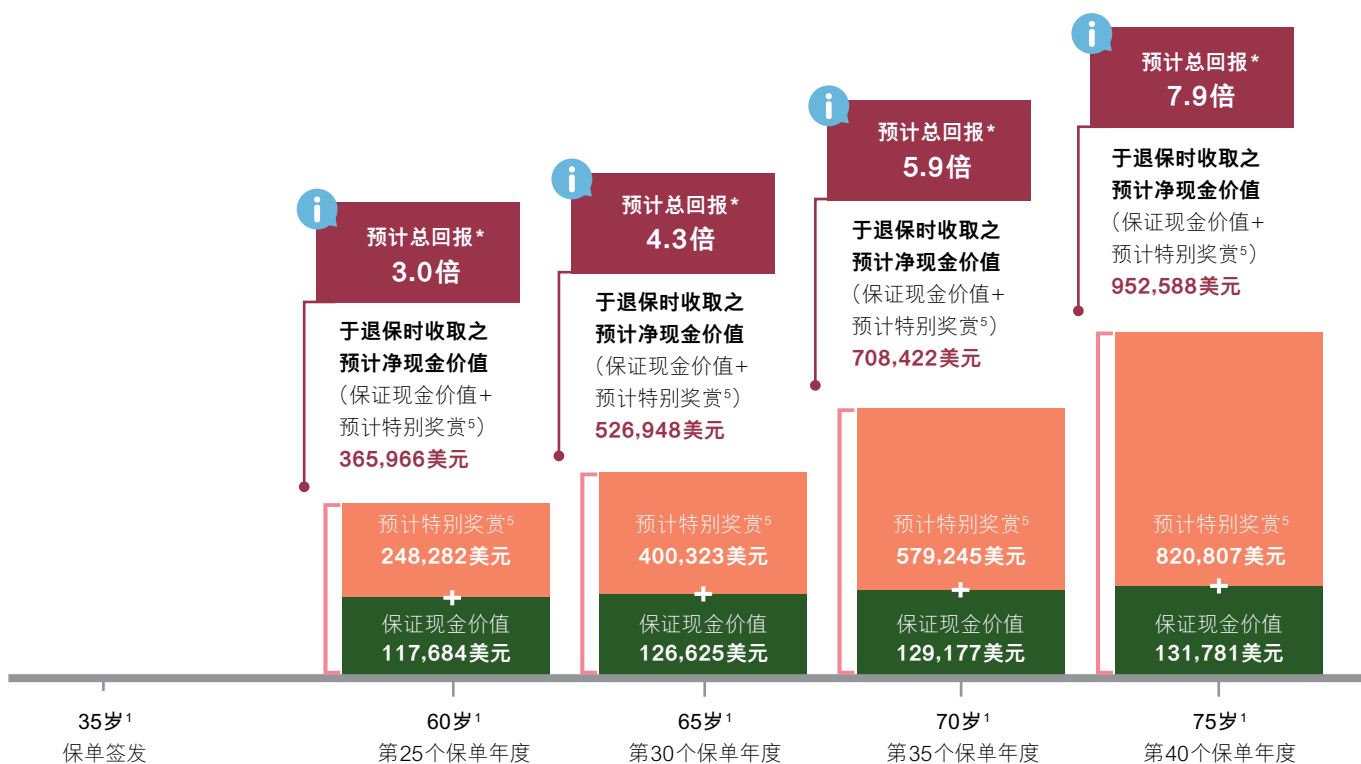 预计总回报*
3.0倍
于退保时收取之
预计净现金价值
（保证现金价值+
预计特别奖赏⁵）
365,966美元
预计特别奖赏⁵
248,282美元
+
保证现金价值
117,684美元
预计总回报*
4.3倍
于退保时收取之
预计净现金价值
（保证现金价值+
预计特别奖赏⁵）
526,948美元
预计特别奖赏⁵
400,323美元
+
保证现金价值
126,625美元
预计总回报*
5.9倍
于退保时收取之
预计净现金价值
（保证现金价值+
预计特别奖赏⁵）
708,422美元
预计特别奖赏⁵
579,245美元
+
保证现金价值
129,177美元
预计总回报*
7.9倍
于退保时收取之
预计净现金价值
（保证现金价值+
预计特别奖赏⁵）
952,588美元
预计特别奖赏⁵
820,807美元
+
保证现金价值
131,781美元
35岁¹
保单签发
60岁¹
第25个保单年度
65岁¹
第30个保单年度
70岁¹
第35个保单年度
75岁¹
第40个保单年度